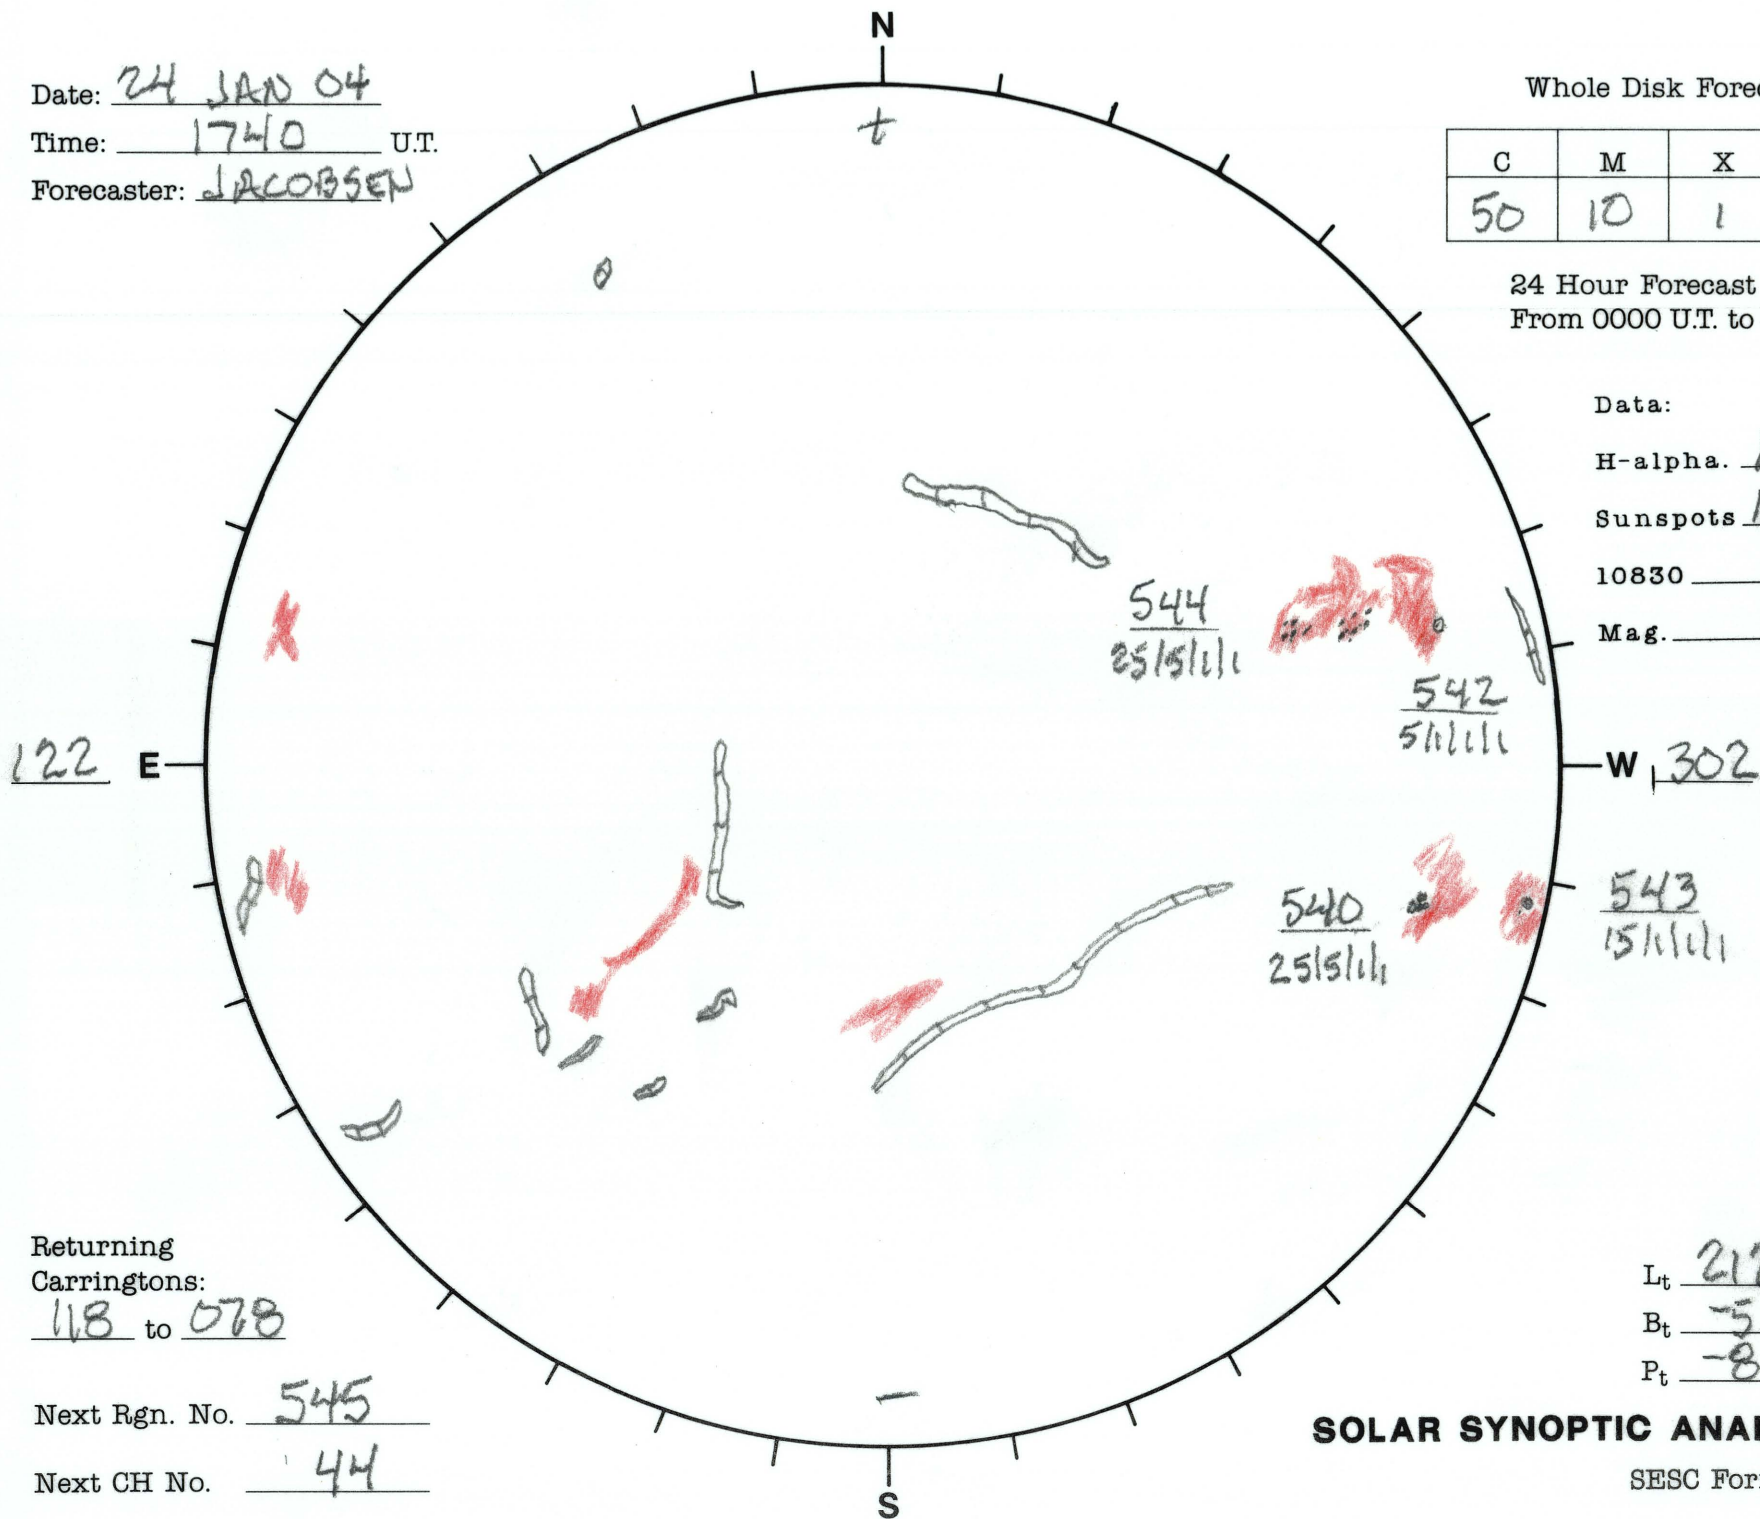 N
Date: 24 JAN 04
Time: 1740 U.T.
Forecaster: JACOBSEN
Whole Disk Fore
C M X
50 10 1
24 Hour Forecast
From 0000 U.T. to
Data:
H-alpha.
Sunspots
10830
Mag.
544
25/5/1/1
542
5/1/1/1
122 E
W 302
540
25/5/1/1
543
15/1/1/1
Returning
Carringtons:
118 to 078
Next Rgn. No. 545
Next CH No. 44
Lt 212
Bt -5
Pt -8
SOLAR SYNOPTIC
SESC
S